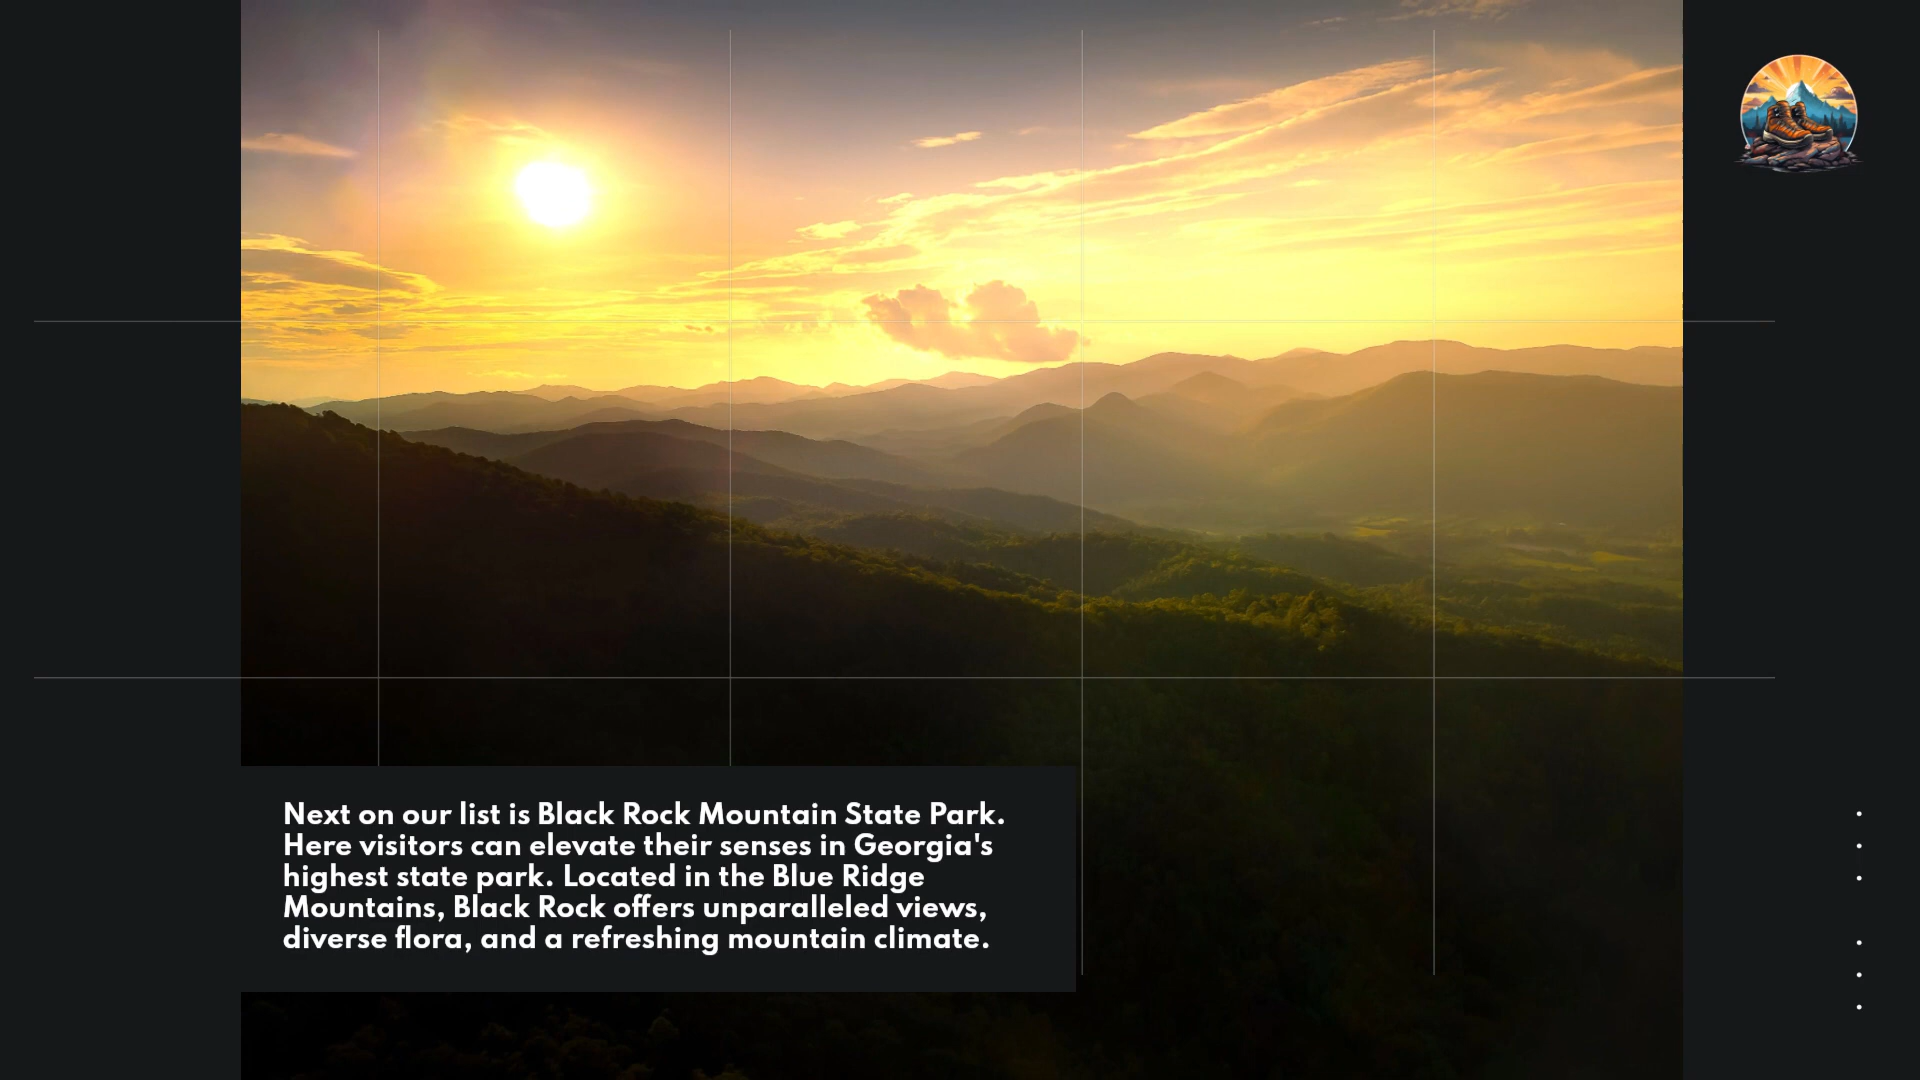 Next on our list is Black Rock Mountain State Park.
Here visitors can elevate their senses in Georgia's
highest state park. Located in the Blue Ridge
Mountains, Black Rock offers unparalleled views,
diverse flora, and a refreshing mountain climate.